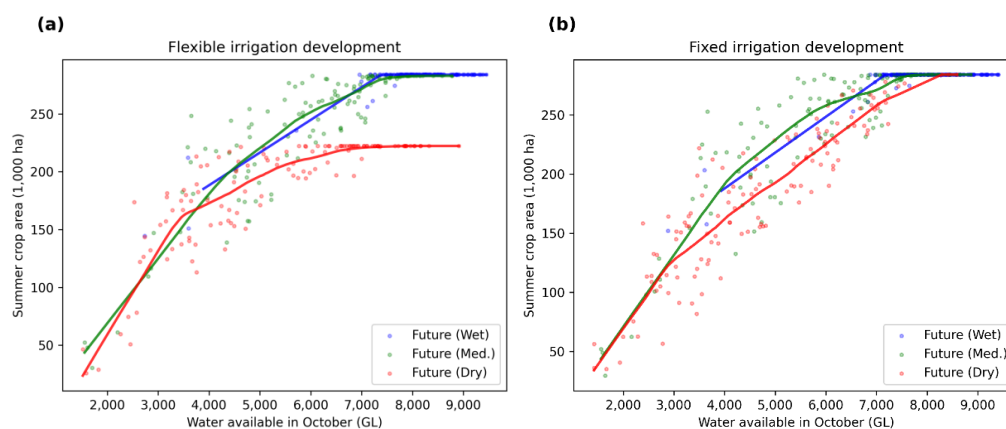 (a)
Flexible irrigation development
Summer crop area (1,000 ha)
250
200
150
100
50
2,000 3,000 4,000 5,000 6,000 7,000 8,000 9,000
Water available in October (GL)
Future (Wet)
Future (Med.)
Future (Dry)
(b)
Fixed irrigation development
Summer crop area (1,000 ha)
250
200
150
100
50
2,000 3,000 4,000 5,000 6,000 7,000 8,000 9,000
Water available in October (GL)
Future (Wet)
Future (Med.)
Future (Dry)